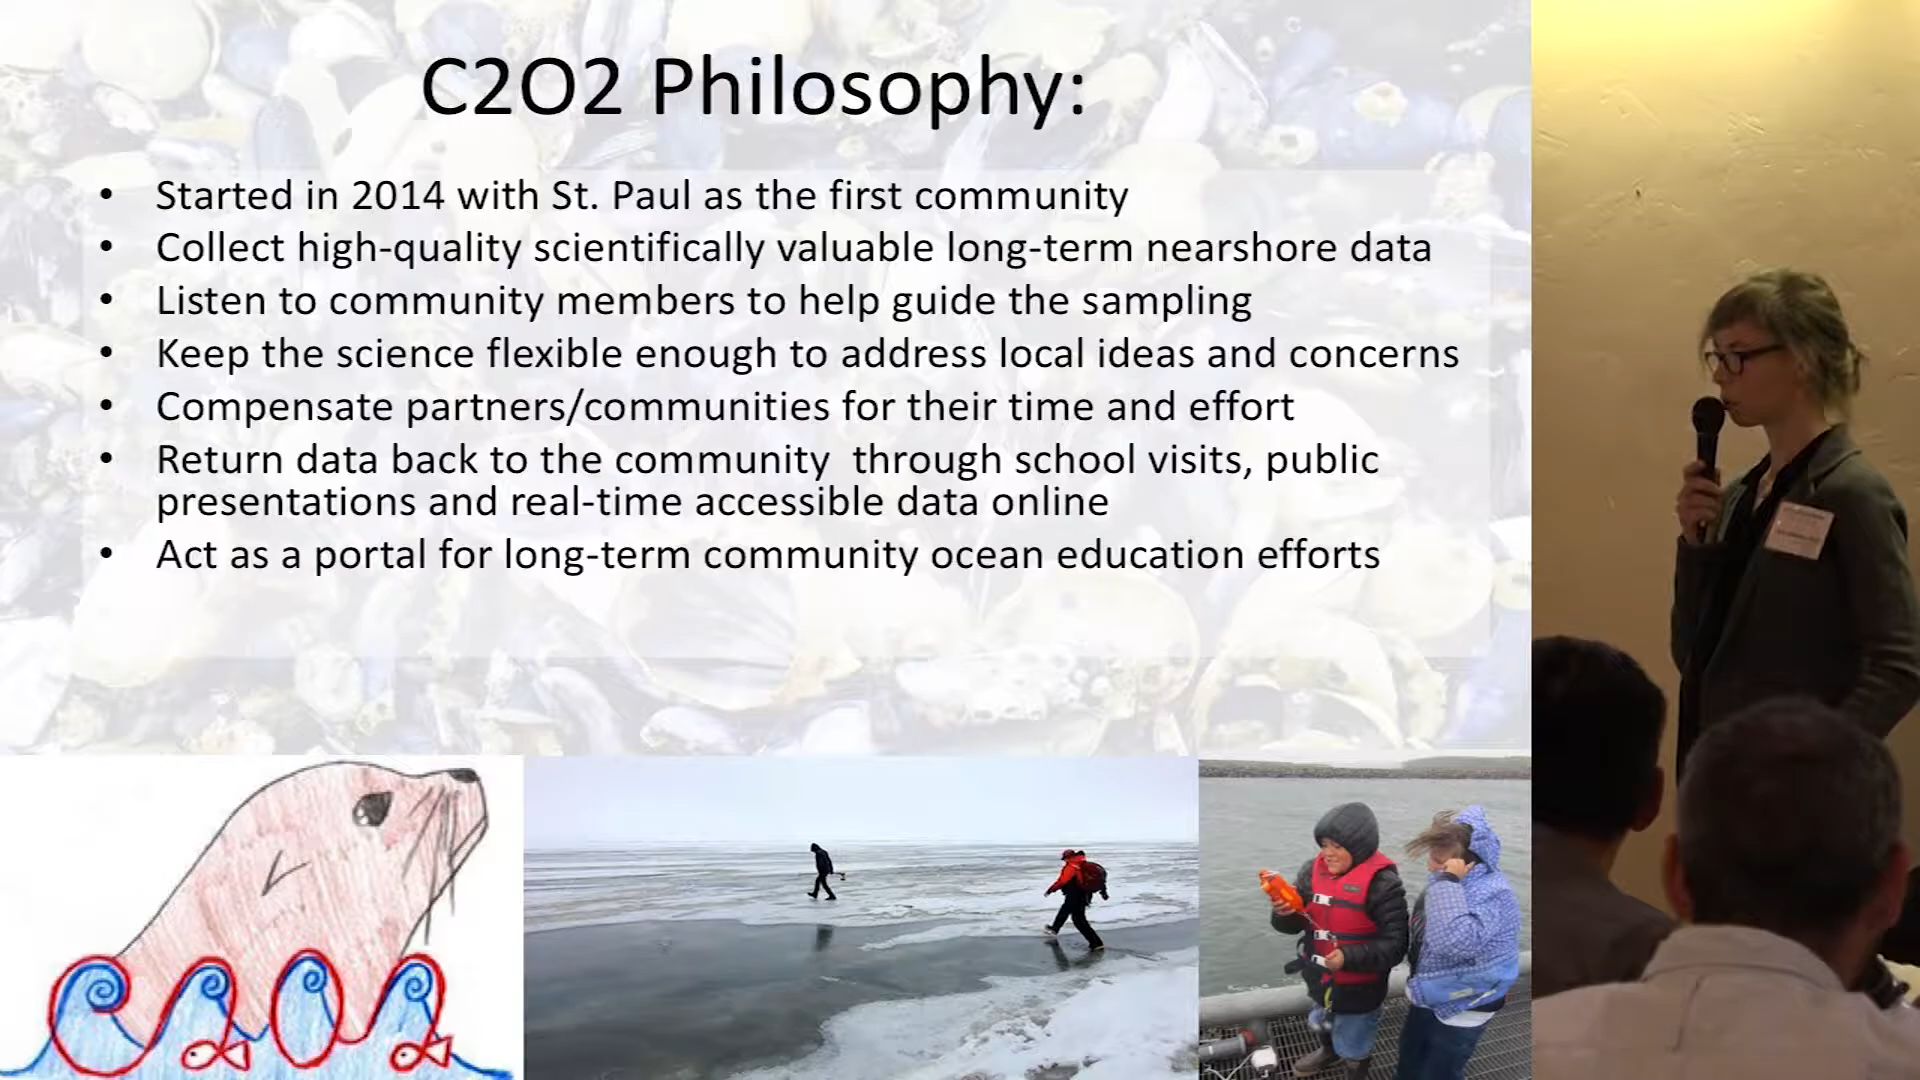 C2O2 Philosophy:
• Started in 2014 with St. Paul as the first community
• Collect high-quality scientifically valuable long-term nearshore data
• Listen to community members to help guide the sampling
• Keep the science flexible enough to address local ideas and concerns
• Compensate partners/communities for their time and effort
• Return data back to the community  through school visits, public
presentations and real-time accessible data online
• Act as a portal for long-term community ocean education efforts
C2O2